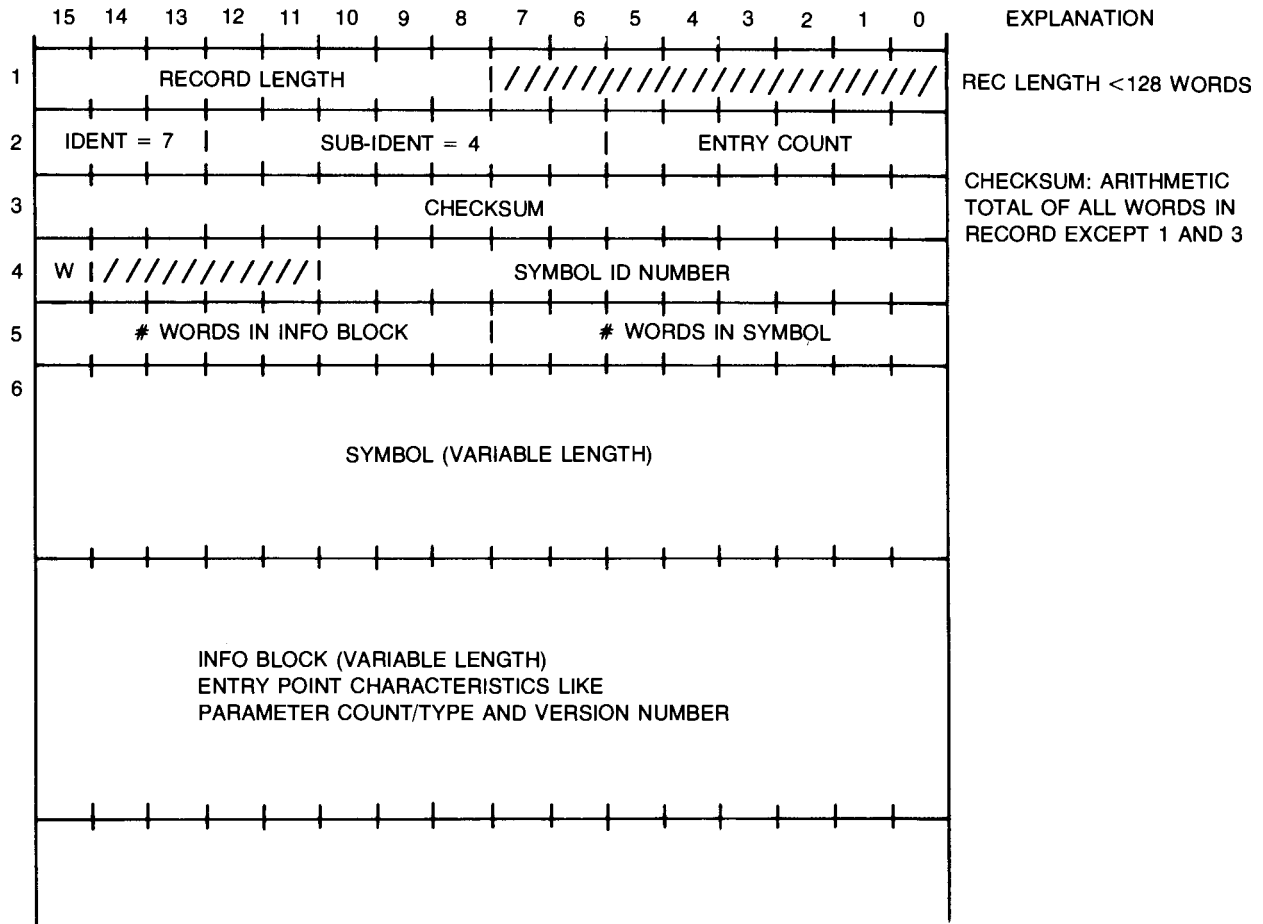 15 14 13 12 11 10 9 8 7 6 5 4 3 2 1 0 EXPLANATION
1 RECORD LENGTH REC LENGTH <128 WORDS
2 IDENT = 7 SUB-IDENT = 4 ENTRY COUNT
CHECKSUM: ARITHMETIC
3 CHECKSUM TOTAL OF ALL WORDS IN
RECORD EXCEPT 1 AND 3
4 W SYMBOL ID NUMBER
5 # WORDS IN INFO BLOCK # WORDS IN SYMBOL
6
SYMBOL (VARIABLE LENGTH)
INFO BLOCK (VARIABLE LENGTH)
ENTRY POINT CHARACTERISTICS LIKE
PARAMETER COUNT/TYPE AND VERSION NUMBER